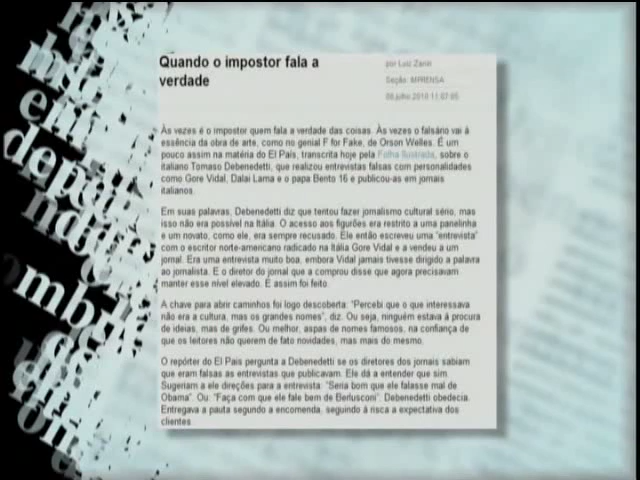 Quando o impostor fala a
verdade
por Luiz Zanin
Seção: IMPRENSA
08.julho.2010 11:07:05
Às vezes é o impostor quem fala a verdade das coisas. Às vezes o falsário vai à
essência da obra de arte, como no genial F for Fake, de Orson Welles. É um
pouco assim na matéria do El País, transcrita hoje pela Folha Ilustrada, sobre o
italiano Tomaso Debenedetti, que realizou entrevistas falsas com personalidades
como Gore Vidal, Dalai Lama e o papa Bento 16 e publicou-as em jornais
italianos.
Em suas palavras, Debenedetti diz que tentou fazer jornalismo cultural sério, mas
isso não era possível na Itália. O acesso aos figurões era restrito a uma panelinha
e um novato, como ele, era sempre recusado. Ele então escreveu uma "entrevista"
com o escritor norte-americano radicado na Itália Gore Vidal e a vendeu a um
jornal. Era uma entrevista muito boa, embora Vidal jamais tivesse dirigido a palavra
ao jornalista. E o diretor do jornal que a comprou disse que agora precisavam
manter esse nível elevado. E assim foi feito.
A chave para abrir caminhos foi logo descoberta: "Percebi que o que interessava
não era a cultura, mas os grandes nomes", diz. Ou seja, ninguém estava à procura
de ideias, mas de grifes. Ou melhor, aspas de nomes famosos, na confiança de
que os leitores não querem de fato novidades, mas mais do mesmo.
O repórter do El País pergunta a Debenedetti se os diretores dos jornais sabiam
que eram falsas as entrevistas que publicavam. Ele dá a entender que sim.
Sugeriam a ele direções para a entrevista: "Seria bom que ele falasse mal de
Obama". Ou: "Faça com que ele fale bem de Berlusconi". Debenedetti obedecia.
Entregava a pauta segundo a encomenda, seguindo à risca a expectativa dos
clientes.